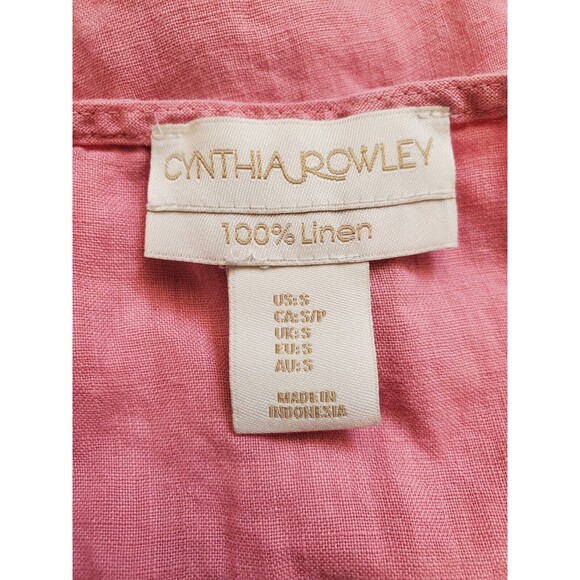 CYNTHIA ROWLEY
100% Linen
US: S
CA: S/P
UK: S
EU: S
AU: S
MADE IN
INDONESIA